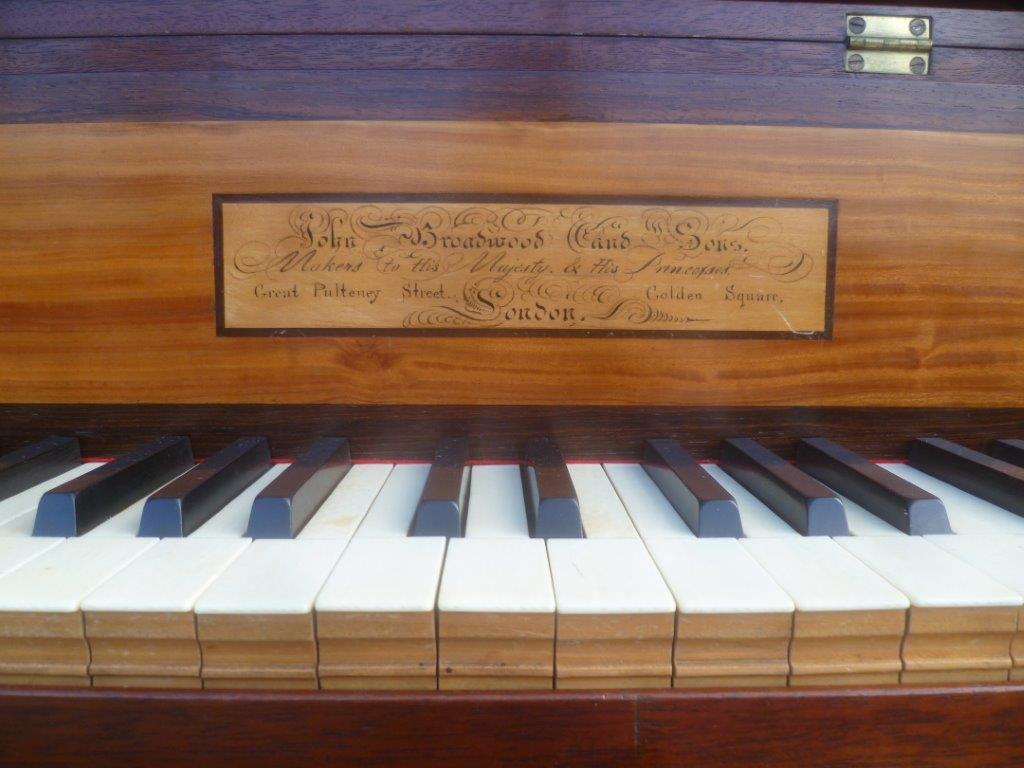 John Broadwood and Sons,
Makers to His Majesty, & the Princesses
Great Pulteney Street. Golden Square,
London.